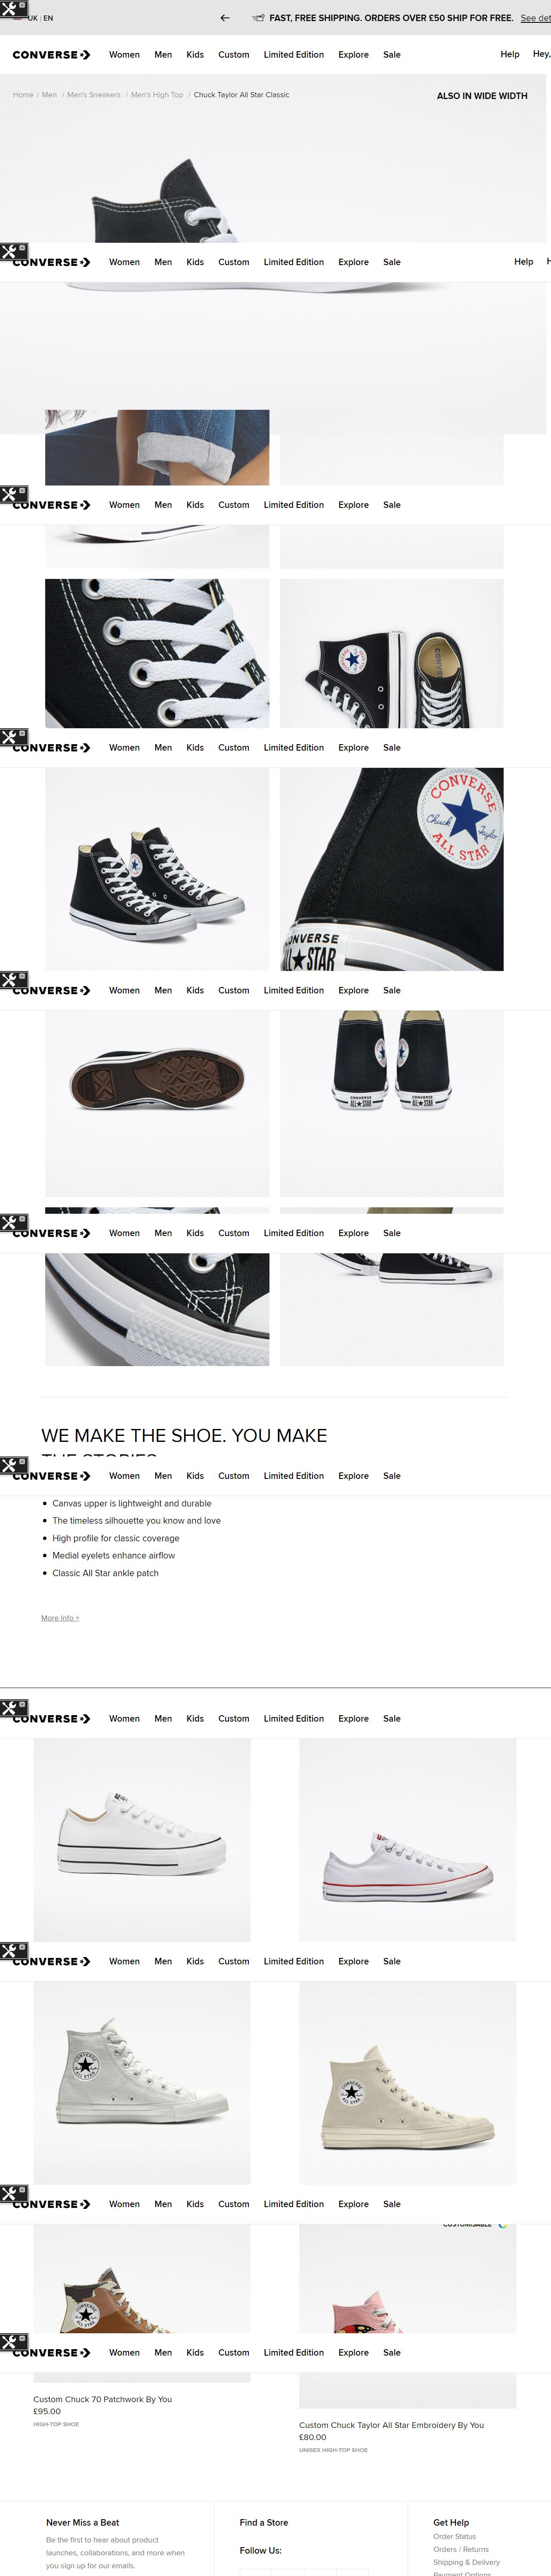 UK | EN
FAST, FREE SHIPPING. ORDERS OVER £50 SHIP FOR FREE. See det
CONVERSE Women Men Kids Custom Limited Edition Explore Sale Help Hey,
Home / Men / Men's Sneakers / Men's High Top / Chuck Taylor All Star Classic
ALSO IN WIDE WIDTH
CONVERSE Women Men Kids Custom Limited Edition Explore Sale Help H
CONVERSE Women Men Kids Custom Limited Edition Explore Sale
CONVERSE Women Men Kids Custom Limited Edition Explore Sale
CONVERSE
Chuck Taylor
ALL STAR
CONVERSE
ALL STAR
CONVERSE Women Men Kids Custom Limited Edition Explore Sale
CONVERSE CONVERSE
ALL STAR ALL STAR
CONVERSE Women Men Kids Custom Limited Edition Explore Sale
WE MAKE THE SHOE. YOU MAKE
THE STORIES
CONVERSE Women Men Kids Custom Limited Edition Explore Sale
Canvas upper is lightweight and durable
The timeless silhouette you know and love
High profile for classic coverage
Medial eyelets enhance airflow
Classic All Star ankle patch
More Info +
CONVERSE Women Men Kids Custom Limited Edition Explore Sale
CONVERSE Women Men Kids Custom Limited Edition Explore Sale
CONVERSE
ALL STAR
CONVERSE
ALL STAR
CONVERSE Women Men Kids Custom Limited Edition Explore Sale
CUSTOMISABLE
CONVERSE
ALL STAR
CONVERSE Women Men Kids Custom Limited Edition Explore Sale
Custom Chuck 70 Patchwork By You
£95.00
HIGH-TOP SHOE
Custom Chuck Taylor All Star Embroidery By You
£80.00
UNISEX HIGH-TOP SHOE
Never Miss a Beat
Be the first to hear about product
launches, collaborations, and more when
you sign up for our emails.
Find a Store
Follow Us:
Get Help
Order Status
Orders / Returns
Shipping & Delivery
Payment Options